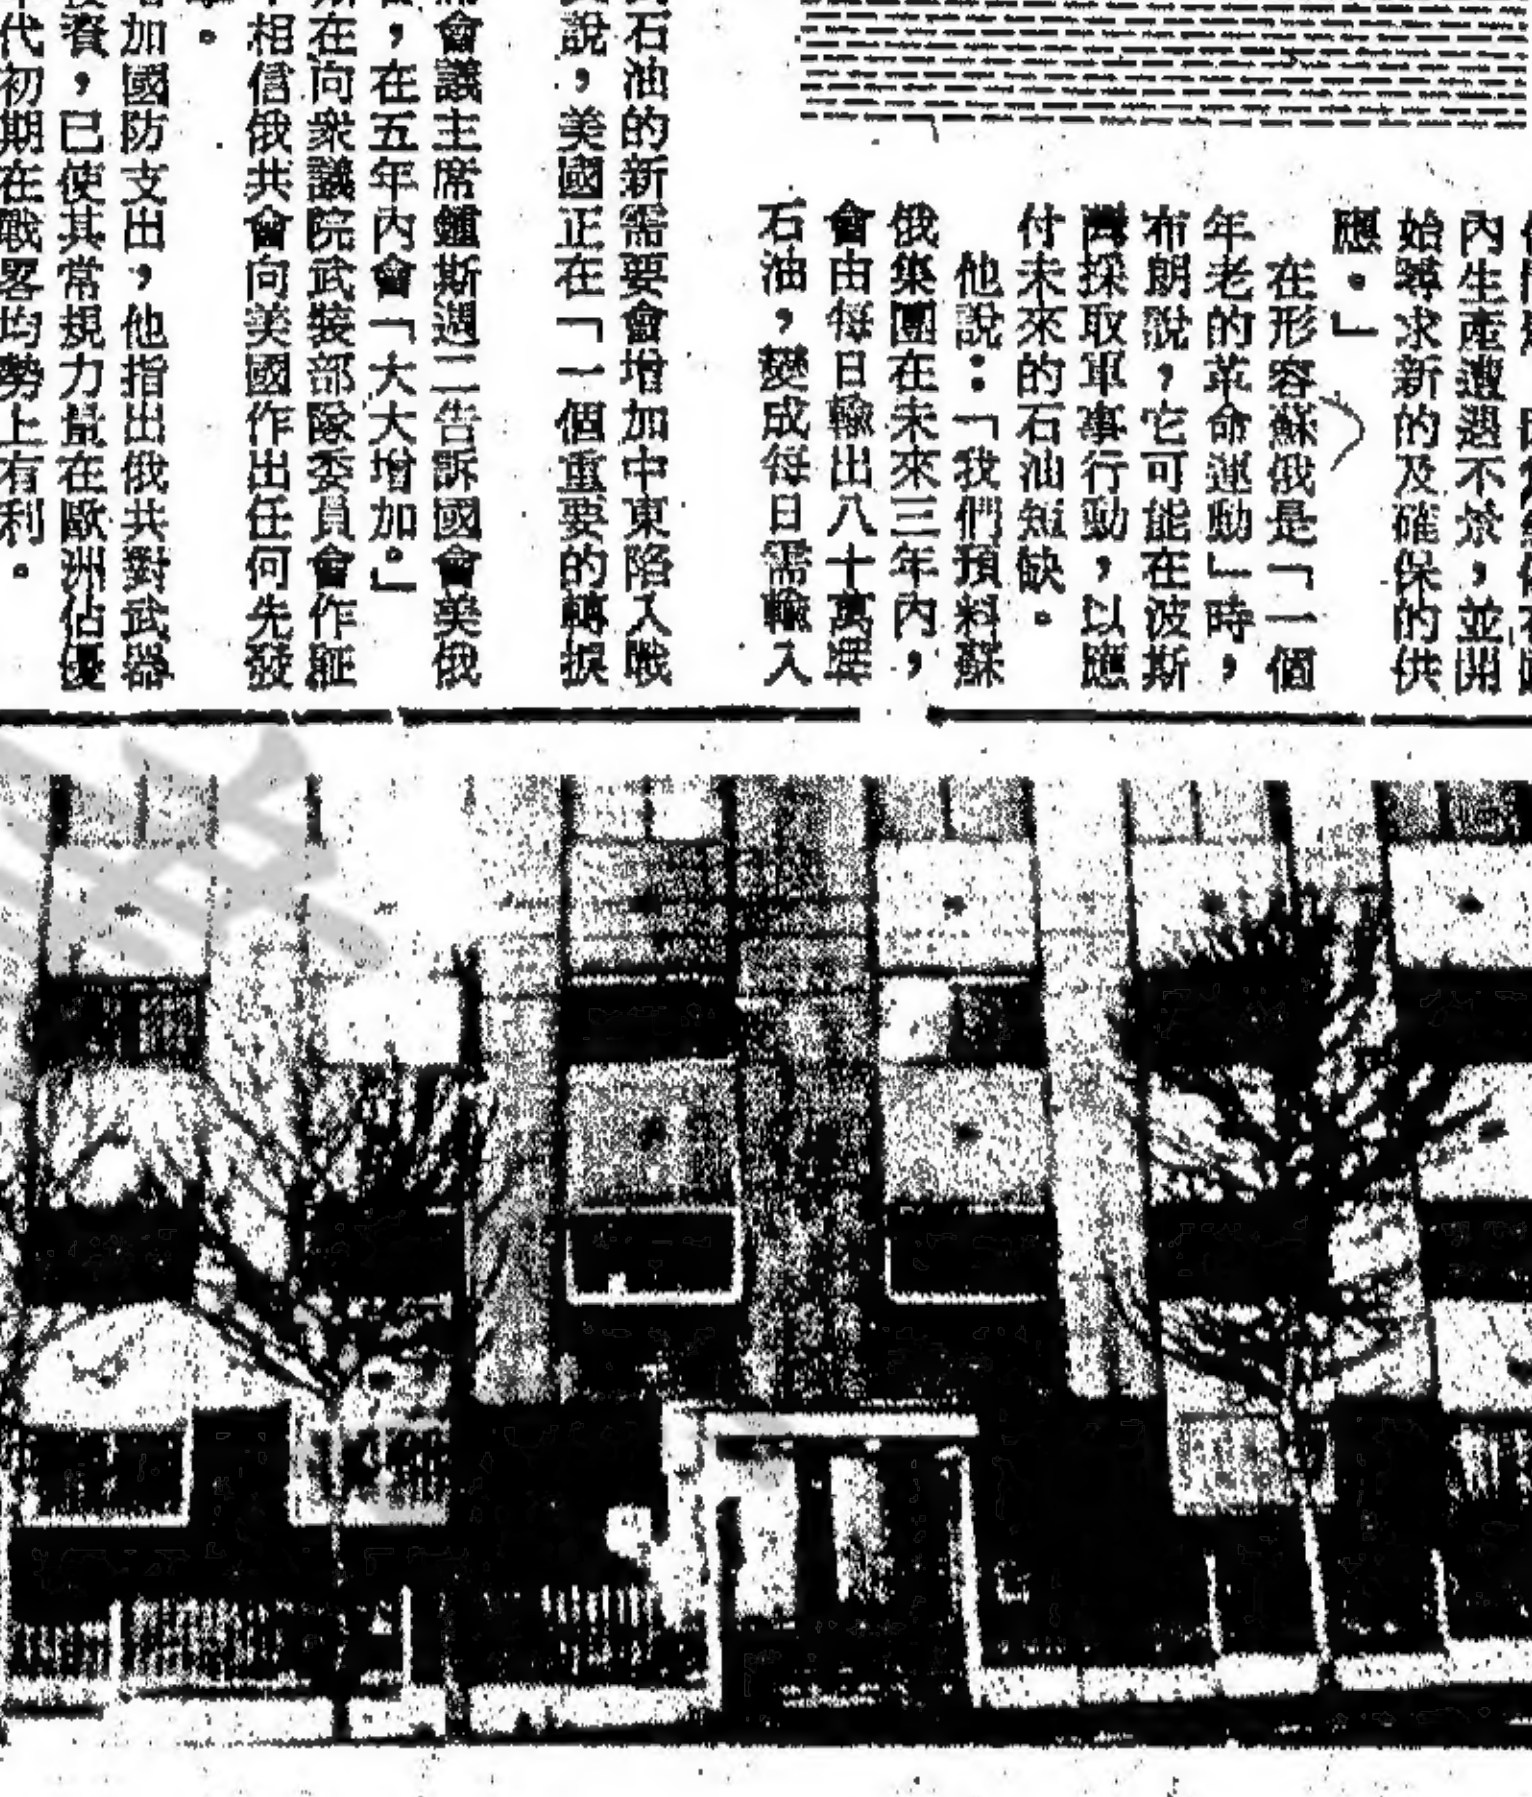 內生產遭遇不景，並開
始尋求新的及確保的供
應。」
在形容蘇俄是「一個
年老的革命運動」時，
布朗說，它可能在波斯
灣採取軍事行動，以應
付未來的石油短缺。
他說：「我們預料蘇
俄集團在未來三年內，
會由每日輸出八十萬桶
石油，變成每日需輸入
石油的新需要會增加中東陷入戰
說，美國正在「一個重要的轉捩
會議主席鍾斯週二告訴國會美俄
，在五年內會「大大增加。」
在向衆議院武裝部隊委員會作証
相信俄共會向美國作出任何先發
。
加國防支出，他指出俄共對武器
，已使其常規力量在歐洲佔優
代初期在戰畧均勢上有利。